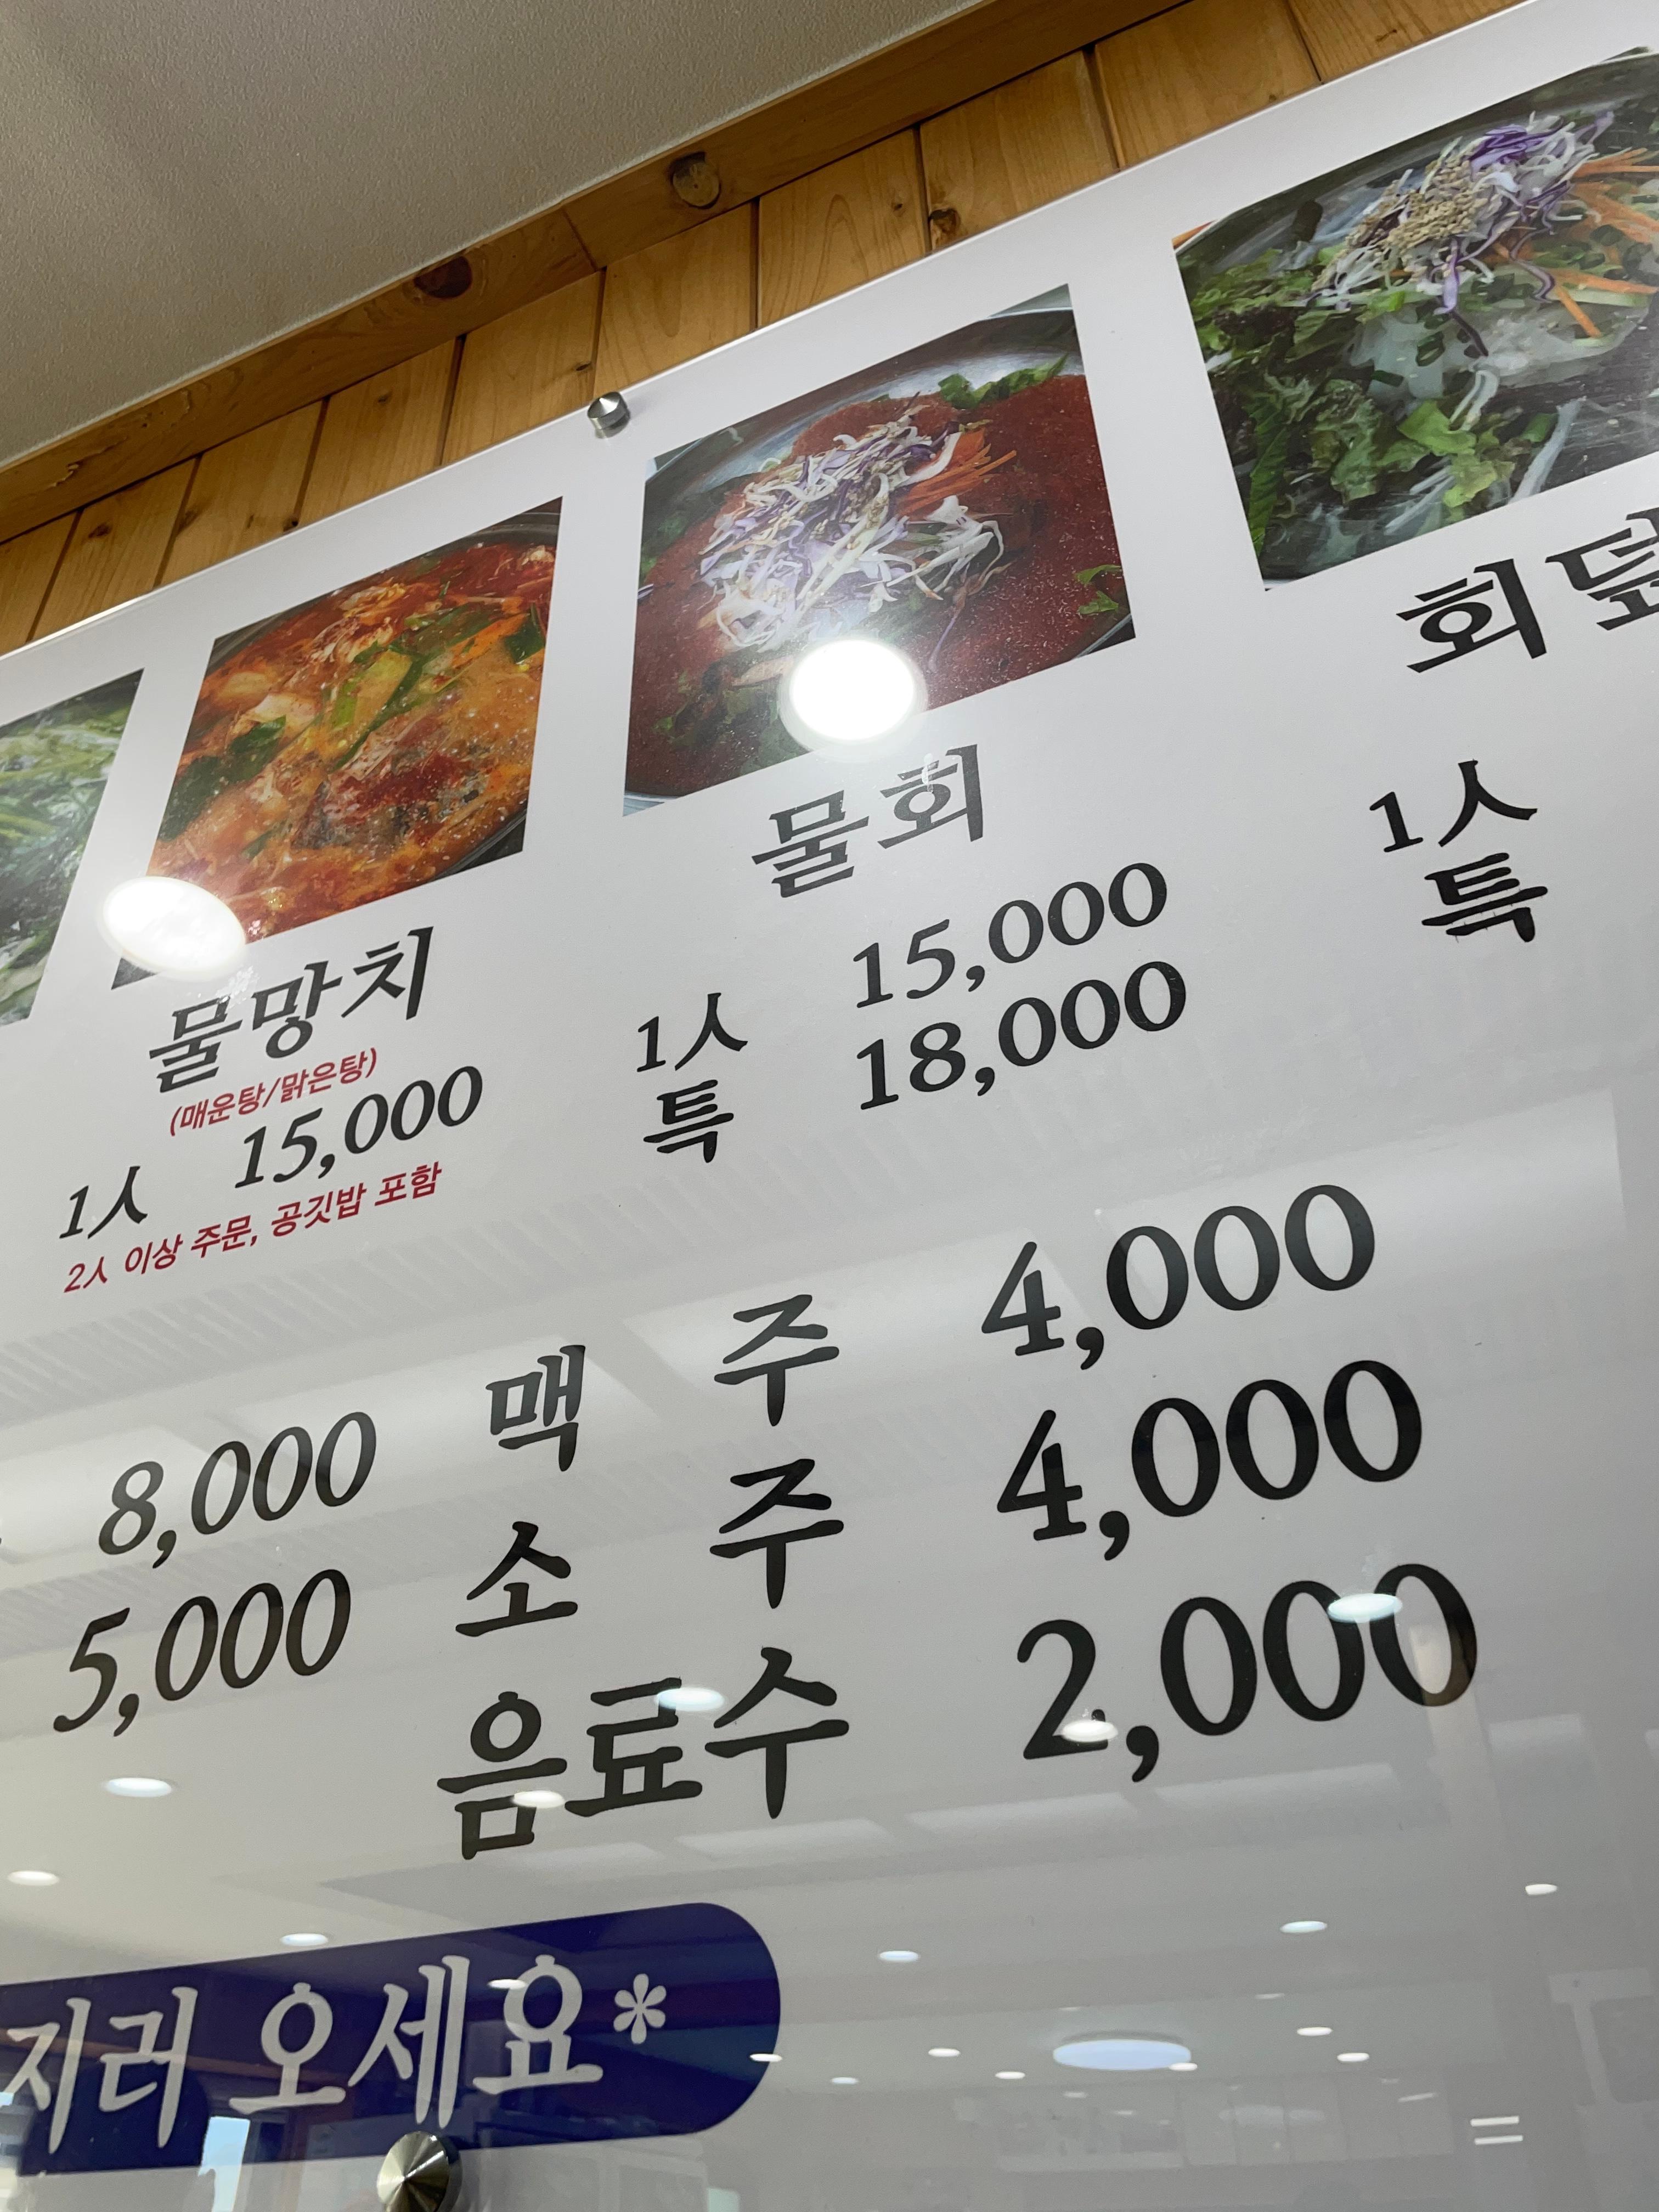 물망치
(매운탕/맑은탕)
1人 15,000
2人 이상 주문, 공깃밥 포함
물회
1人 15,000
특 18,000
회덮
1人
특
8,000
5,000
맥주 4,000
소주 4,000
음료수 2,000
지러 오세요*